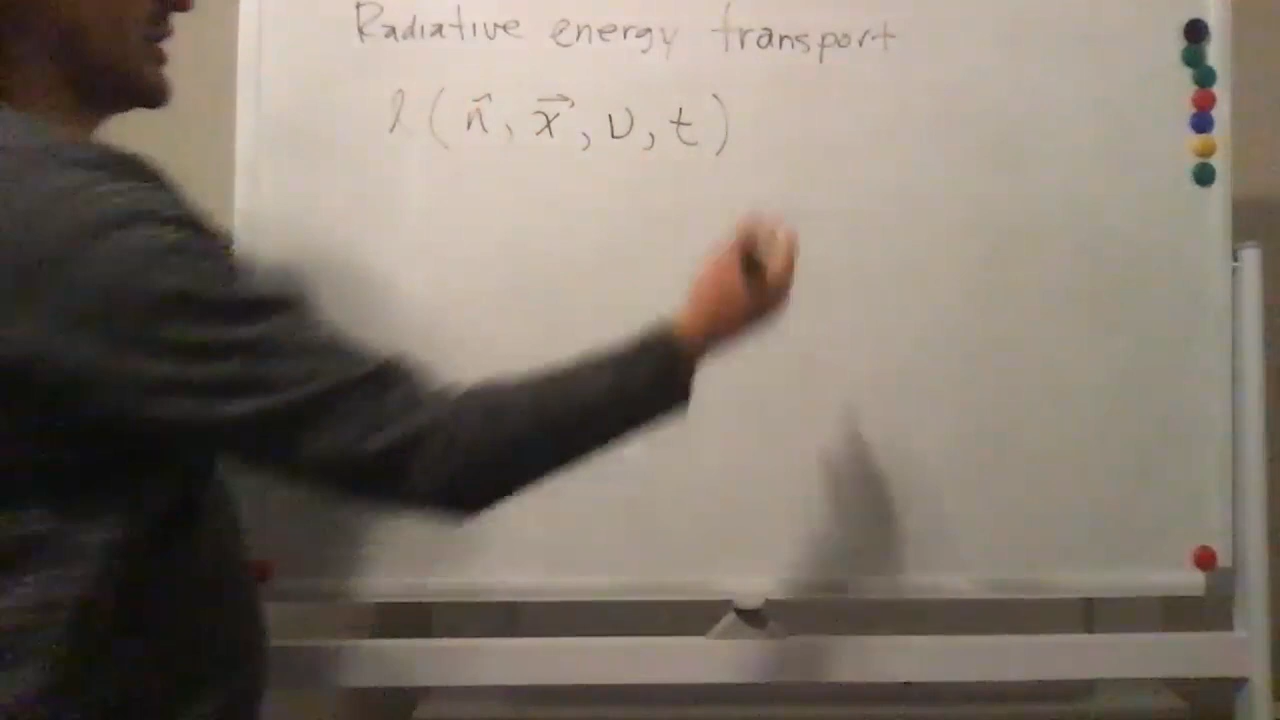 Radiative energy transport
I(n̂, x⃗, ν, t)